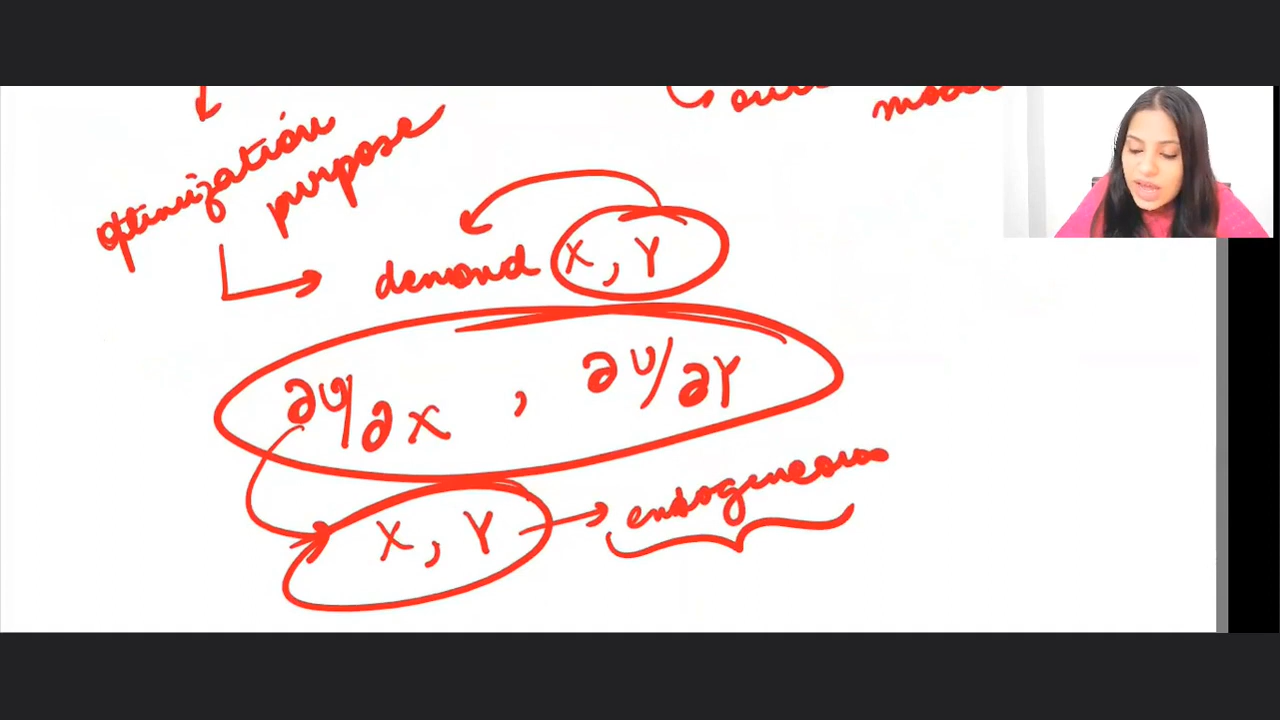 optimization
purpose
demand X, Y
∂U/∂X , ∂U/∂Y
X, Y → endogeneous